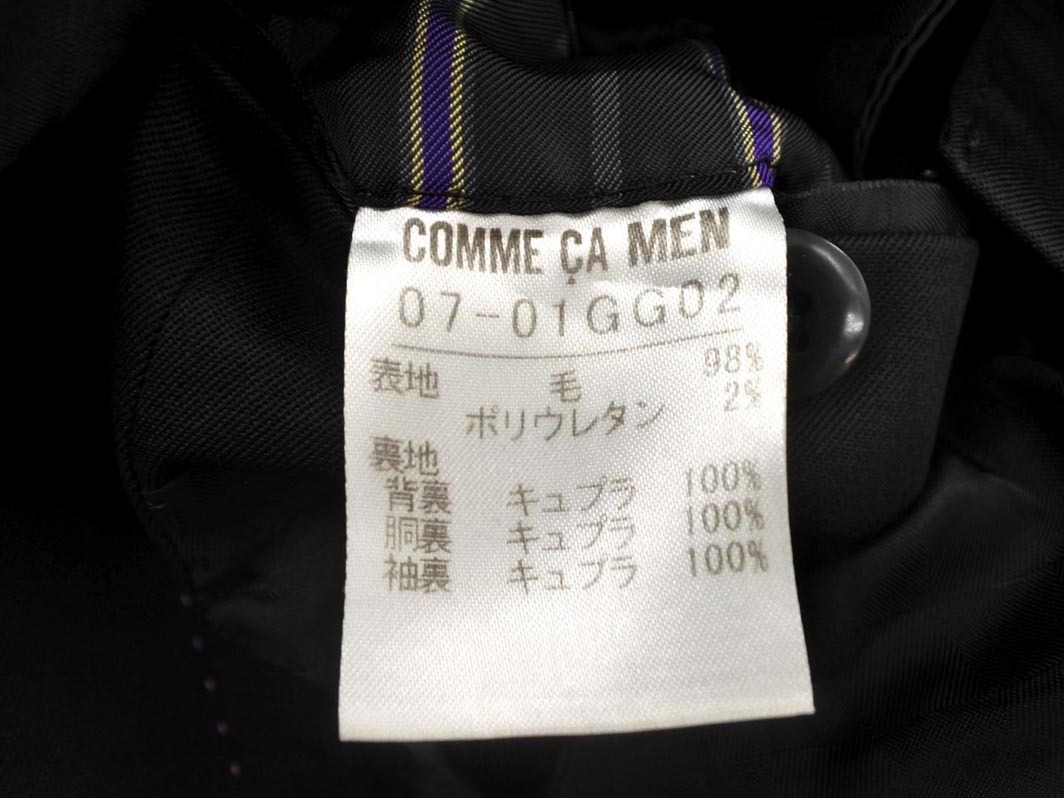 COMME ÇA MEN
07-01GG02
表地 毛 98%
ポリウレタン 2%
裏地
背裏 キュプラ 100%
胴裏 キュプラ 100%
袖裏 キュプラ 100%